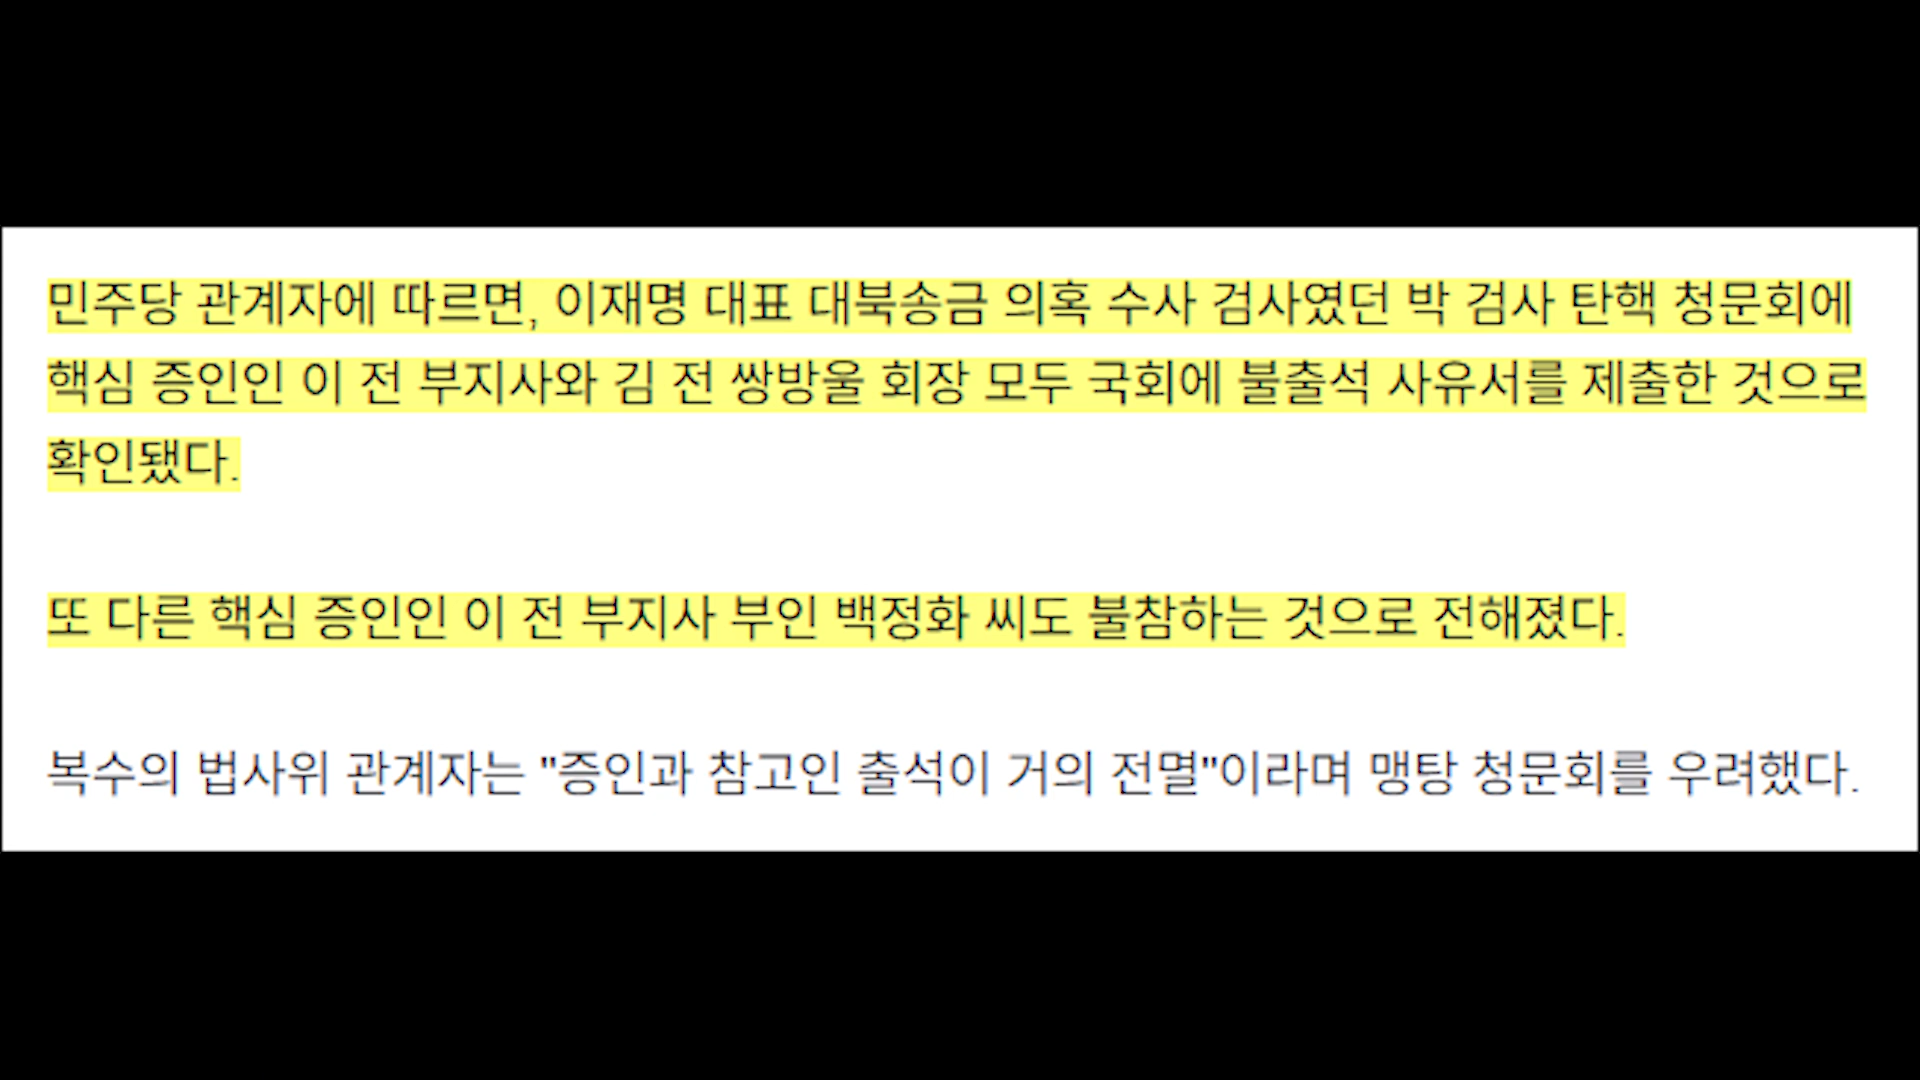 민주당 관계자에 따르면, 이재명 대표 대북송금 의혹 수사 검사였던 박 검사 탄핵 청문회에
핵심 증인인 이 전 부지사와 김 전 쌍방울 회장 모두 국회에 불출석 사유서를 제출한 것으로
확인됐다.
또 다른 핵심 증인인 이 전 부지사 부인 백정화 씨도 불참하는 것으로 전해졌다.
복수의 법사위 관계자는 "증인과 참고인 출석이 거의 전멸"이라며 맹탕 청문회를 우려했다.